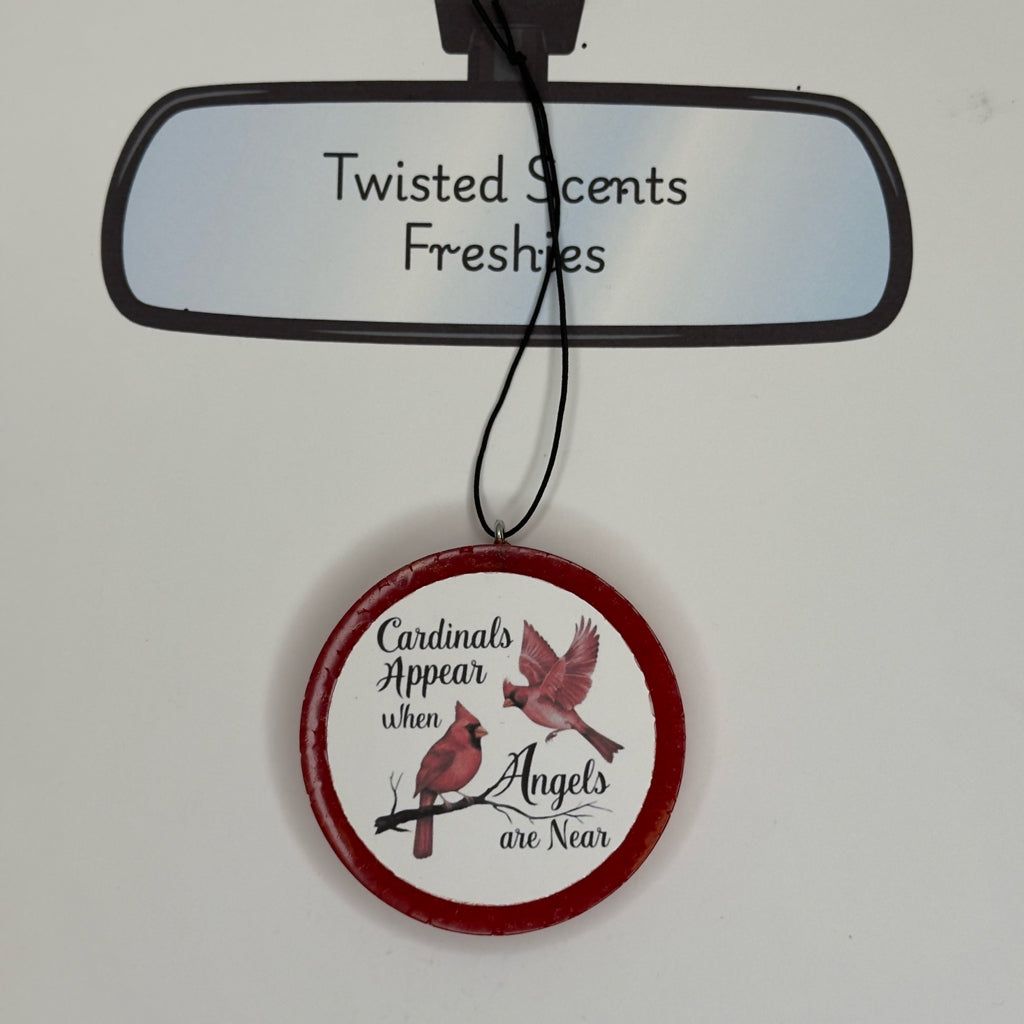 Twisted Scents
Freshies
Cardinals
Appear
when
Angels
are Near